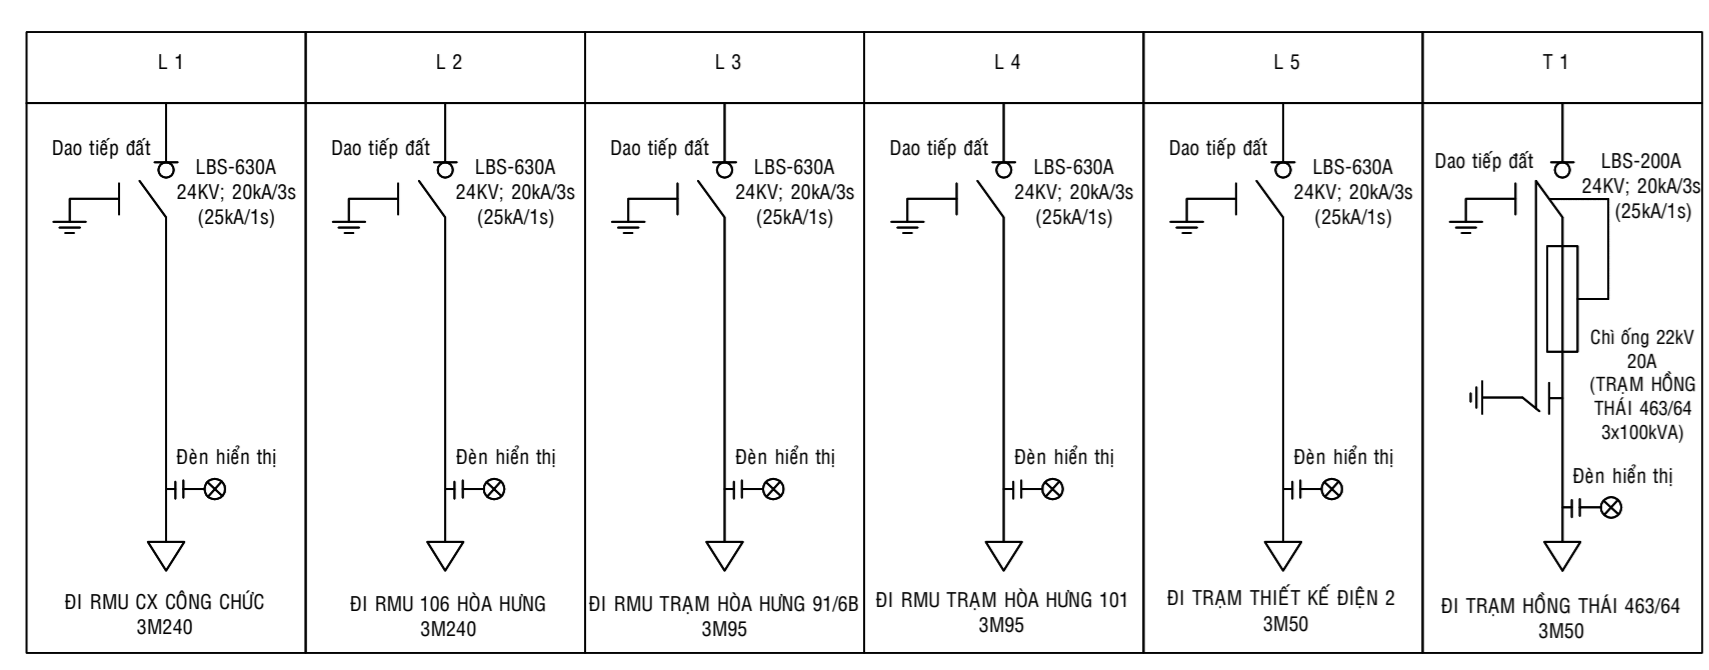 L 1
L 2
L 3
L 4
L 5
T 1
Dao tiếp đất
LBS-630A
24KV; 20kA/3s
(25kA/1s)
Đèn hiển thị
ĐI RMU CX CÔNG CHỨC
3M240
Dao tiếp đất
LBS-630A
24KV; 20kA/3s
(25kA/1s)
Đèn hiển thị
ĐI RMU 106 HÒA HƯNG
3M240
Dao tiếp đất
LBS-630A
24KV; 20kA/3s
(25kA/1s)
Đèn hiển thị
ĐI RMU TRẠM HÒA HƯNG 91/6B
3M95
Dao tiếp đất
LBS-630A
24KV; 20kA/3s
(25kA/1s)
Đèn hiển thị
ĐI RMU TRẠM HÒA HƯNG 101
3M95
Dao tiếp đất
LBS-630A
24KV; 20kA/3s
(25kA/1s)
Đèn hiển thị
ĐI TRẠM THIẾT KẾ ĐIỆN 2
3M50
Dao tiếp đất
LBS-200A
24KV; 20kA/3s
(25kA/1s)
Chì ống 22kV
20A
(TRẠM HỒNG
THÁI 463/64
3x100kVA)
Đèn hiển thị
ĐI TRẠM HỒNG THÁI 463/64
3M50